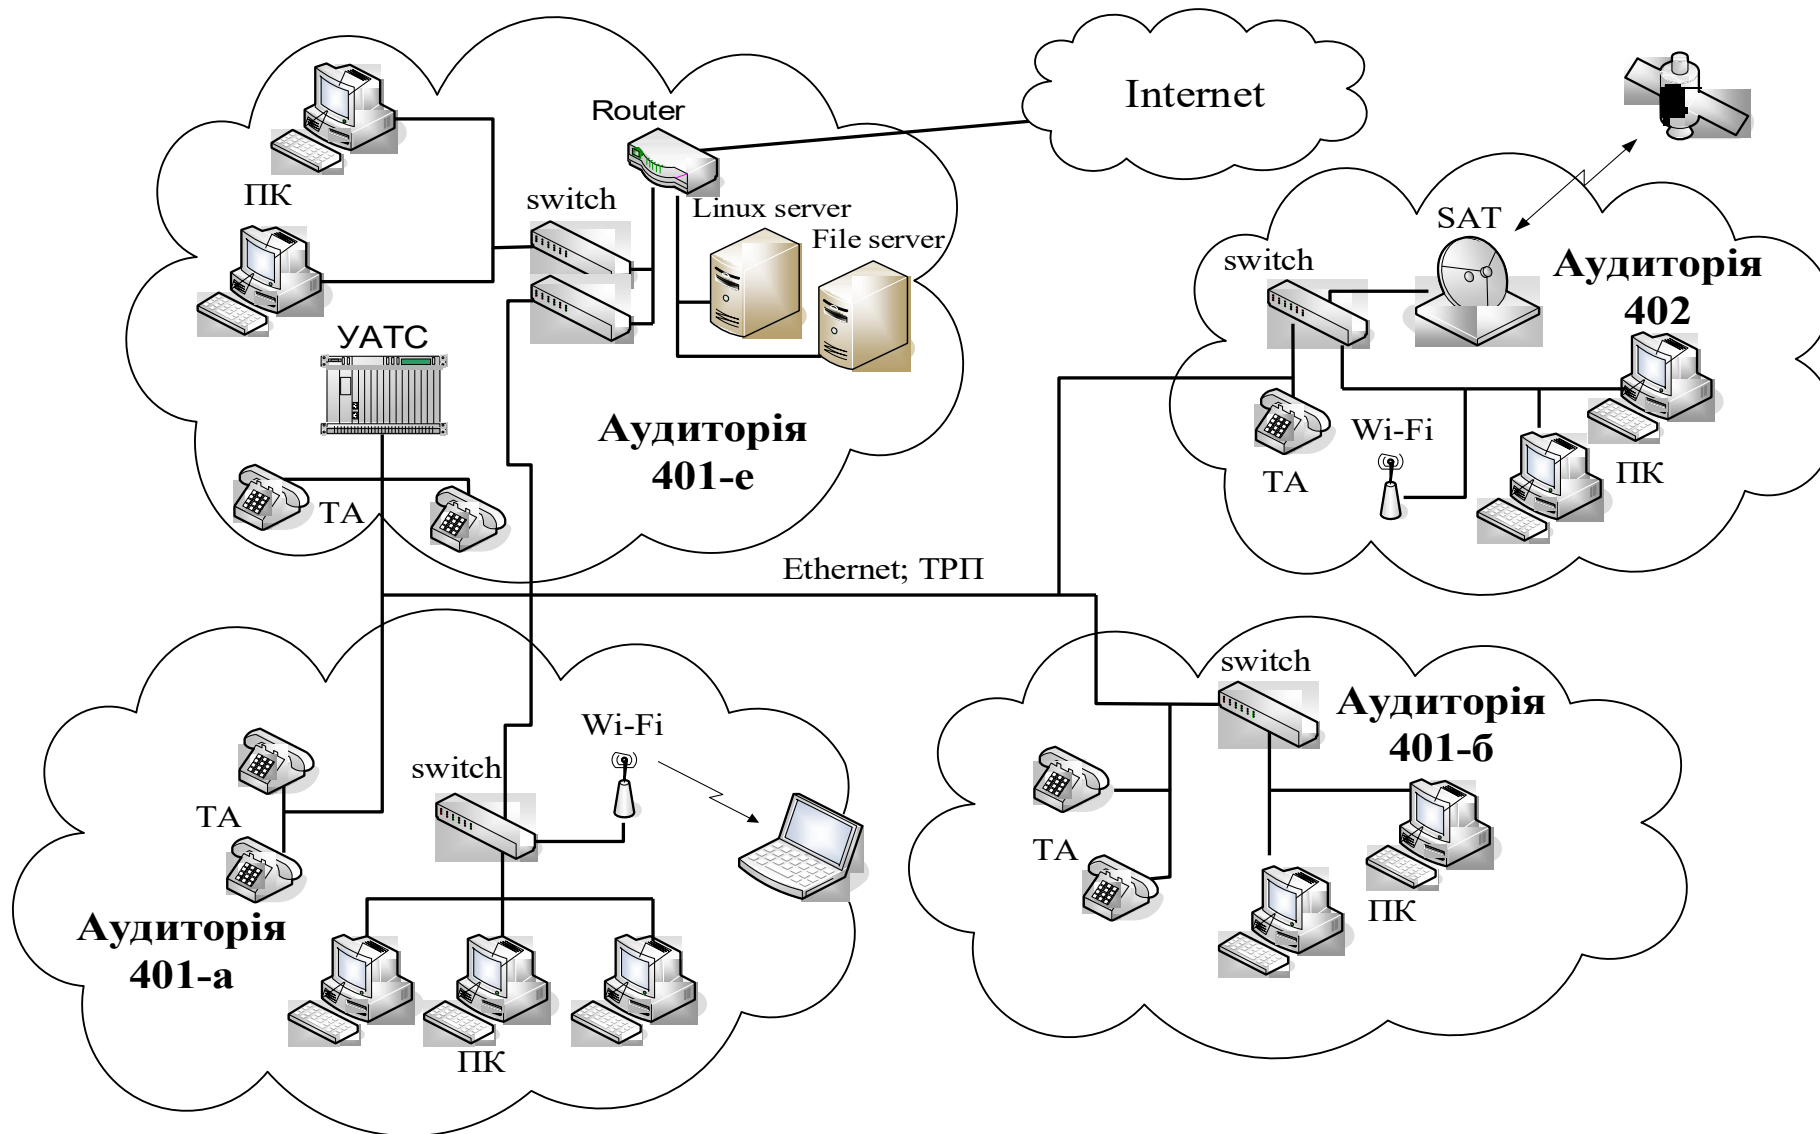 Internet
Router
ПК
switch
Linux server
File server
УАТС
Аудиторія
401-е
ТА
SAT
switch
Аудиторія
402
Wi-Fi
ТА
ПК
Ethernet; ТРП
switch
Аудиторія
401-б
ТА
ПК
Wi-Fi
switch
ТА
Аудиторія
401-а
ПК